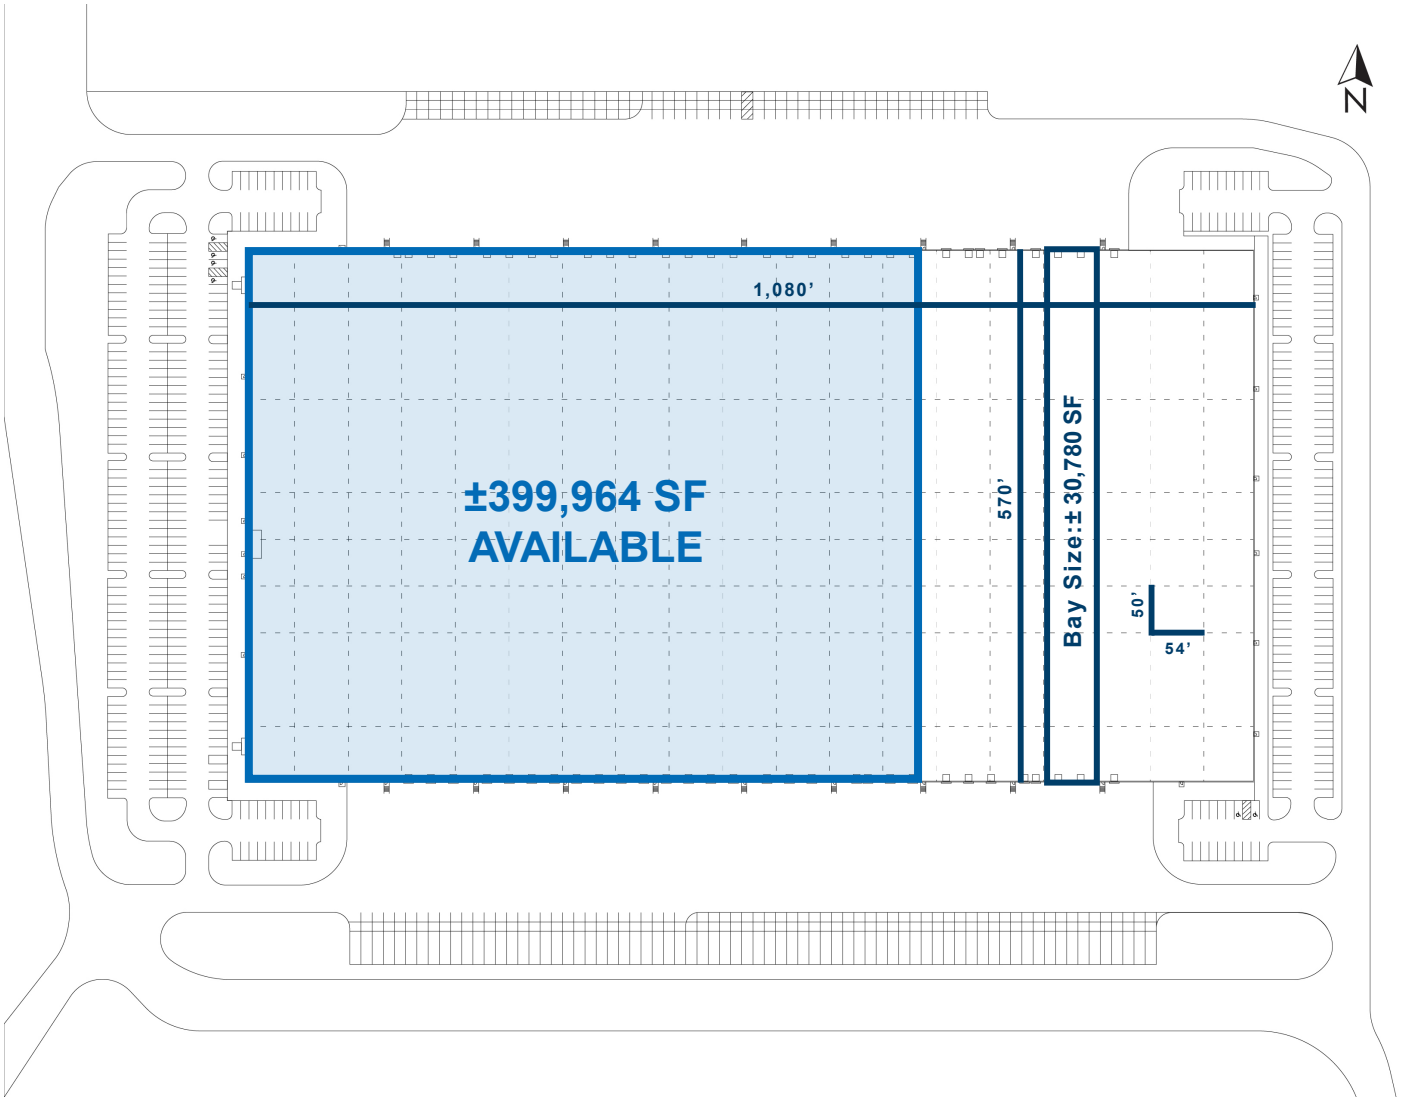 N
1,080’
±399,964 SF
AVAILABLE
570’
Bay Size:± 30,780 SF
50’
54’